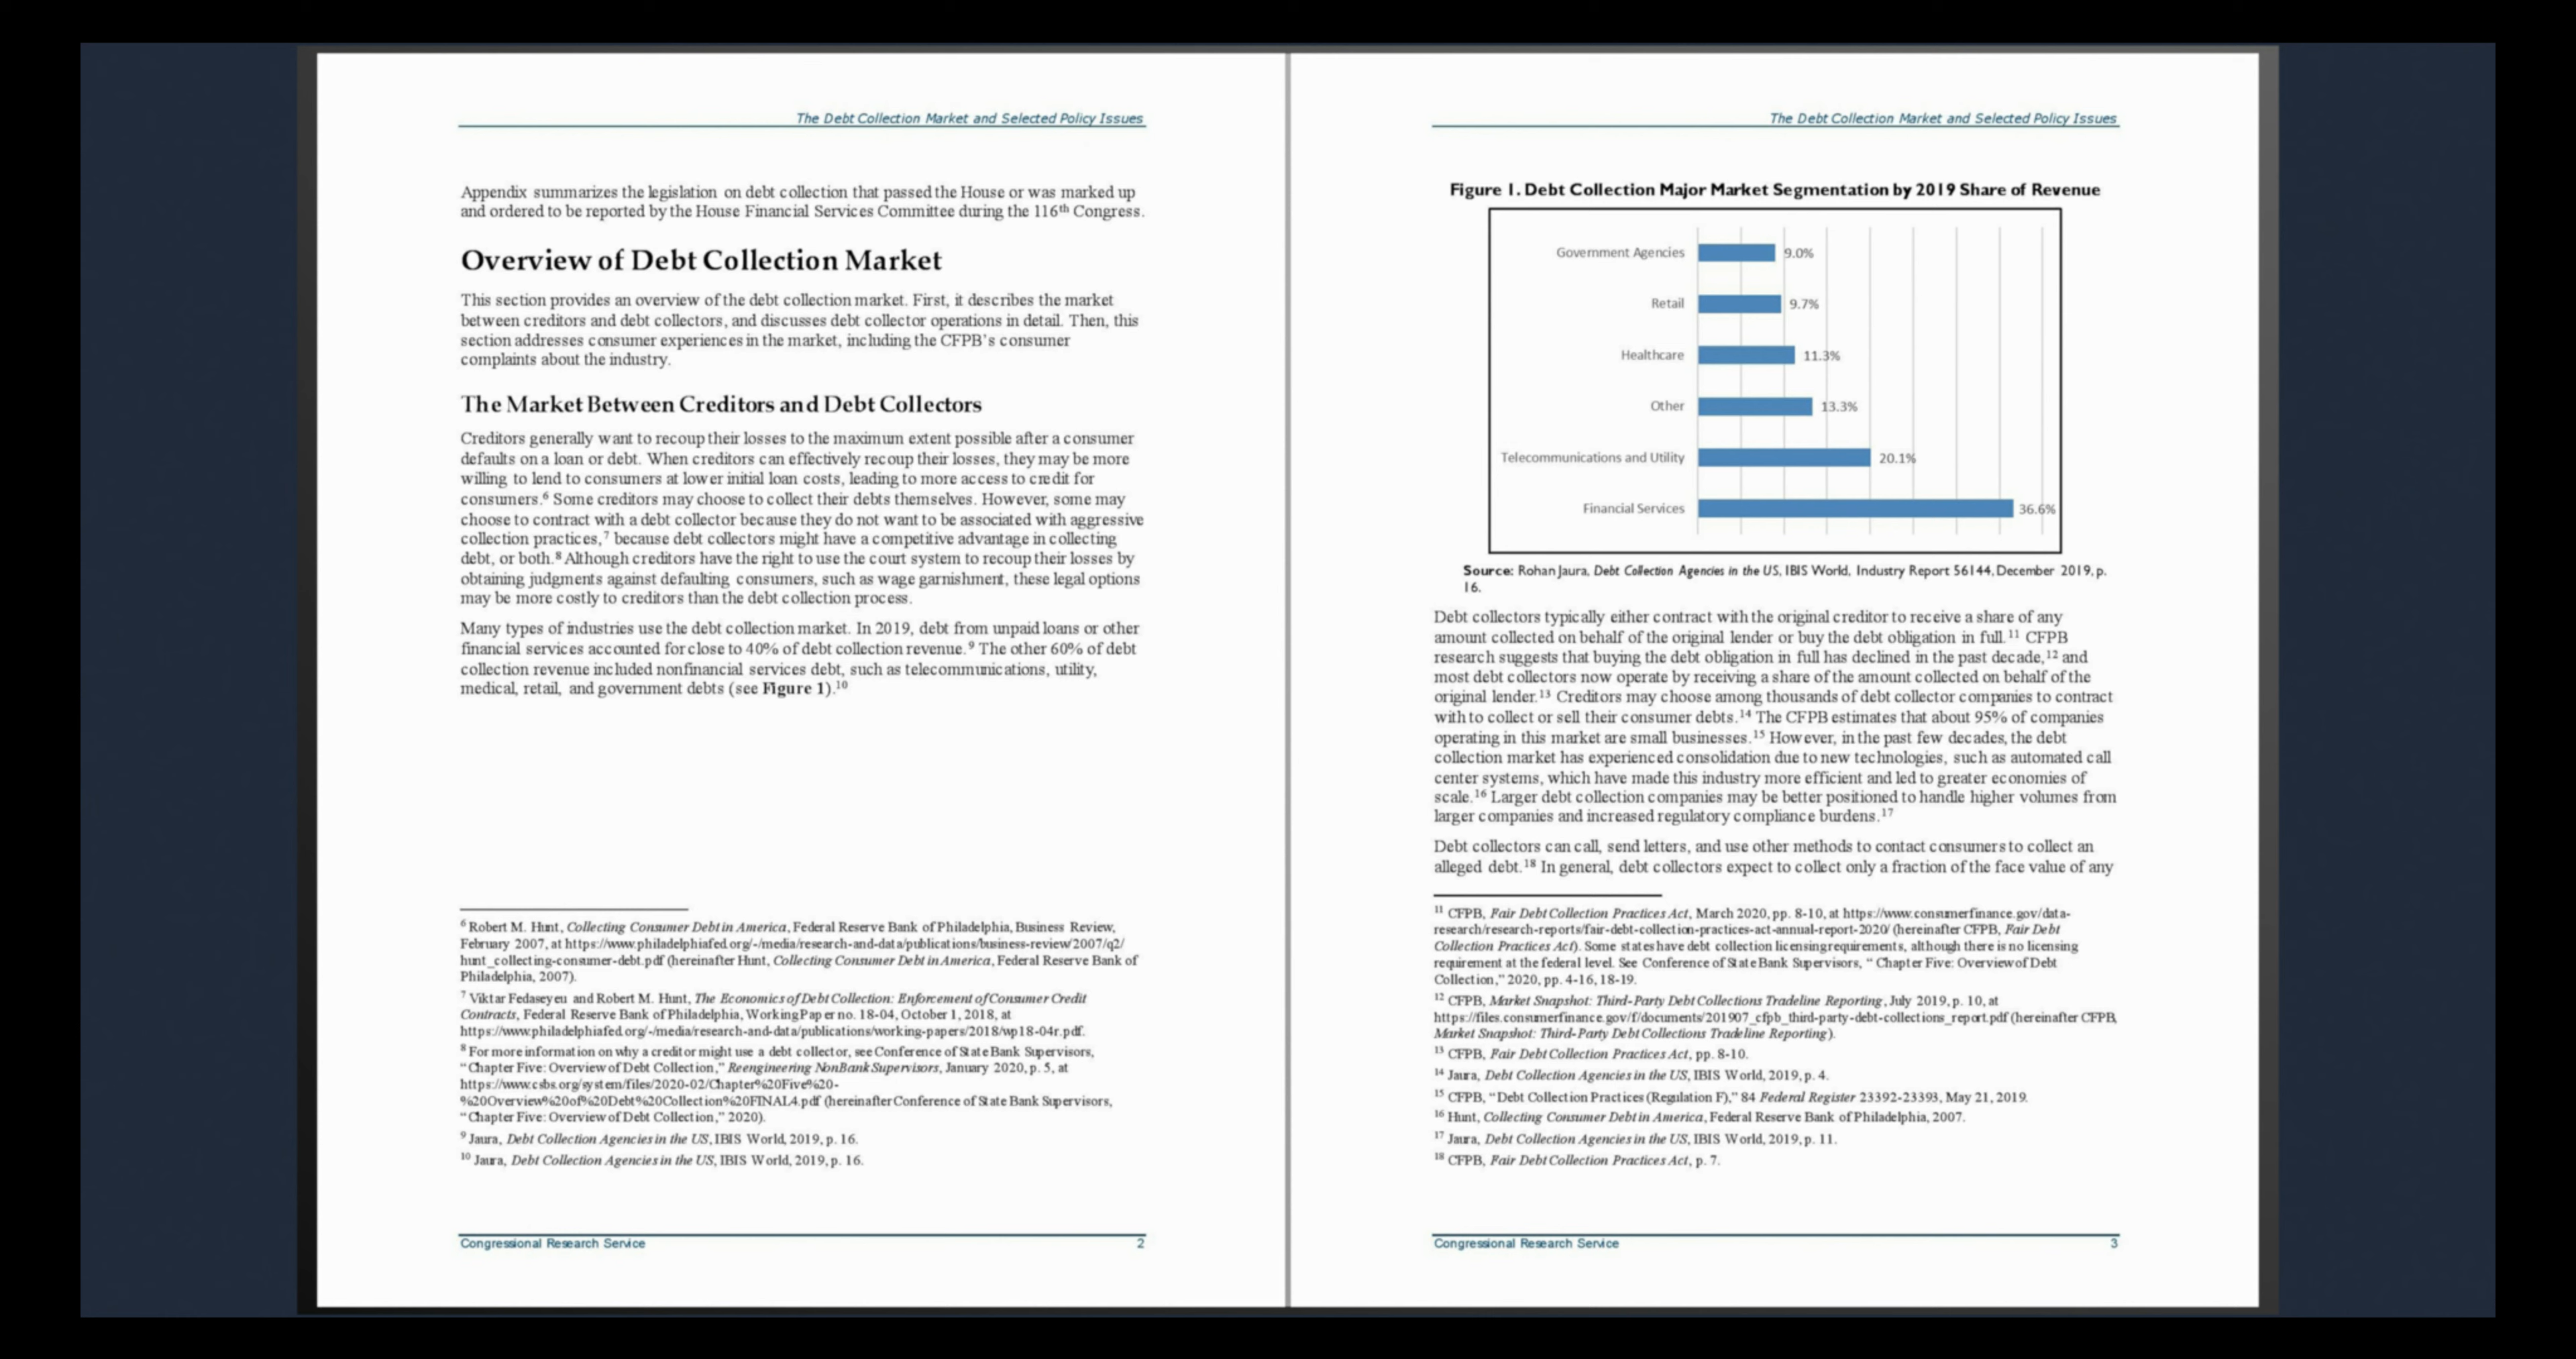 The Debt Collection Market and Selected Policy Issues
Appendix summarizes the legislation on debt collection that passed the House or was marked up
and ordered to be reported by the House Financial Services Committee during the 116th Congress.
Overview of Debt Collection Market
This section provides an overview of the debt collection market. First, it describes the market
between creditors and debt collectors, and discusses debt collector operations in detail. Then, this
section addresses consumer experiences in the market, including the CFPB's consumer
complaints about the industry.
The Market Between Creditors and Debt Collectors
Creditors generally want to recoup their losses to the maximum extent possible after a consumer
defaults on a loan or debt. When creditors can effectively recoup their losses, they may be more
willing to lend to consumers at lower initial loan costs, leading to more access to credit for
consumers.6 Some creditors may choose to collect their debts themselves. However, some may
choose to contract with a debt collector because they do not want to be associated with aggressive
collection practices,7 because debt collectors might have a competitive advantage in collecting
debt, or both.8 Although creditors have the right to use the court system to recoup their losses by
obtaining judgments against defaulting consumers, such as wage garnishment, these legal options
may be more costly to creditors than the debt collection process.
Many types of industries use the debt collection market. In 2019, debt from unpaid loans or other
financial services accounted for close to 40% of debt collection revenue.9 The other 60% of debt
collection revenue included nonfinancial services debt, such as telecommunications, utility,
medical, retail, and government debts (see Figure 1).10
6 Robert M. Hunt, Collecting Consumer Debt in America, Federal Reserve Bank of Philadelphia, Business Review,
February 2007, at https://www.philadelphiafed.org/-/media/research-and-data/publications/business-review/2007/q2/
hunt_collecting-consumer-debt.pdf (hereinafter Hunt, Collecting Consumer Debt in America, Federal Reserve Bank of
Philadelphia, 2007).
7 Viktar Fedaseyeu and Robert M. Hunt, The Economics of Debt Collection: Enforcement of Consumer Credit
Contracts, Federal Reserve Bank of Philadelphia, Working Paper no. 18-04, October 1, 2018, at
https://www.philadelphiafed.org/-/media/research-and-data/publications/working-papers/2018/wp18-04r.pdf.
8 For more information on why a creditor might use a debt collector, see Conference of State Bank Supervisors,
"Chapter Five: Overview of Debt Collection," Reengineering NonBank Supervisors, January 2020, p. 5, at
https://www.csbs.org/system/files/2020-02/Chapter%20Five%20-
%20Overview%20of%20Debt%20Collection%20FINAL4.pdf (hereinafter Conference of State Bank Supervisors,
"Chapter Five: Overview of Debt Collection," 2020).
9 Jaura, Debt Collection Agencies in the US, IBIS World, 2019, p. 16.
10 Jaura, Debt Collection Agencies in the US, IBIS World, 2019, p. 16.
Congressional Research Service 2
The Debt Collection Market and Selected Policy Issues
Figure 1. Debt Collection Major Market Segmentation by 2019 Share of Revenue
Government Agencies 9.0%
Retail 9.7%
Healthcare 11.3%
Other 13.3%
Telecommunications and Utility 20.1%
Financial Services 36.6%
Source: Rohan Jaura, Debt Collection Agencies in the US, IBIS World, Industry Report 56144, December 2019, p.
16.
Debt collectors typically either contract with the original creditor to receive a share of any
amount collected on behalf of the original lender or buy the debt obligation in full.11 CFPB
research suggests that buying the debt obligation in full has declined in the past decade,12 and
most debt collectors now operate by receiving a share of the amount collected on behalf of the
original lender.13 Creditors may choose among thousands of debt collector companies to contract
with to collect or sell their consumer debts.14 The CFPB estimates that about 95% of companies
operating in this market are small businesses.15 However, in the past few decades, the debt
collection market has experienced consolidation due to new technologies, such as automated call
center systems, which have made this industry more efficient and led to greater economies of
scale.16 Larger debt collection companies may be better positioned to handle higher volumes from
larger companies and increased regulatory compliance burdens.17
Debt collectors can call, send letters, and use other methods to contact consumers to collect an
alleged debt.18 In general, debt collectors expect to collect only a fraction of the face value of any
11 CFPB, Fair Debt Collection Practices Act, March 2020, pp. 8-10, at https://www.consumerfinance.gov/data-
research/research-reports/fair-debt-collection-practices-act-annual-report-2020/ (hereinafter CFPB, Fair Debt
Collection Practices Act). Some states have debt collection licensing requirements, although there is no licensing
requirement at the federal level. See Conference of State Bank Supervisors, "Chapter Five: Overview of Debt
Collection," 2020, pp. 4-16, 18-19.
12 CFPB, Market Snapshot: Third-Party Debt Collections Tradeline Reporting, July 2019, p. 10, at
https://files.consumerfinance.gov/f/documents/201907_cfpb_third-party-debt-collections_report.pdf (hereinafter CFPB,
Market Snapshot: Third-Party Debt Collections Tradeline Reporting).
13 CFPB, Fair Debt Collection Practices Act, pp. 8-10.
14 Jaura, Debt Collection Agencies in the US, IBIS World, 2019, p. 4.
15 CFPB, "Debt Collection Practices (Regulation F)," 84 Federal Register 23392-23393, May 21, 2019.
16 Hunt, Collecting Consumer Debt in America, Federal Reserve Bank of Philadelphia, 2007.
17 Jaura, Debt Collection Agencies in the US, IBIS World, 2019, p. 11.
18 CFPB, Fair Debt Collection Practices Act, p. 7.
Congressional Research Service 3